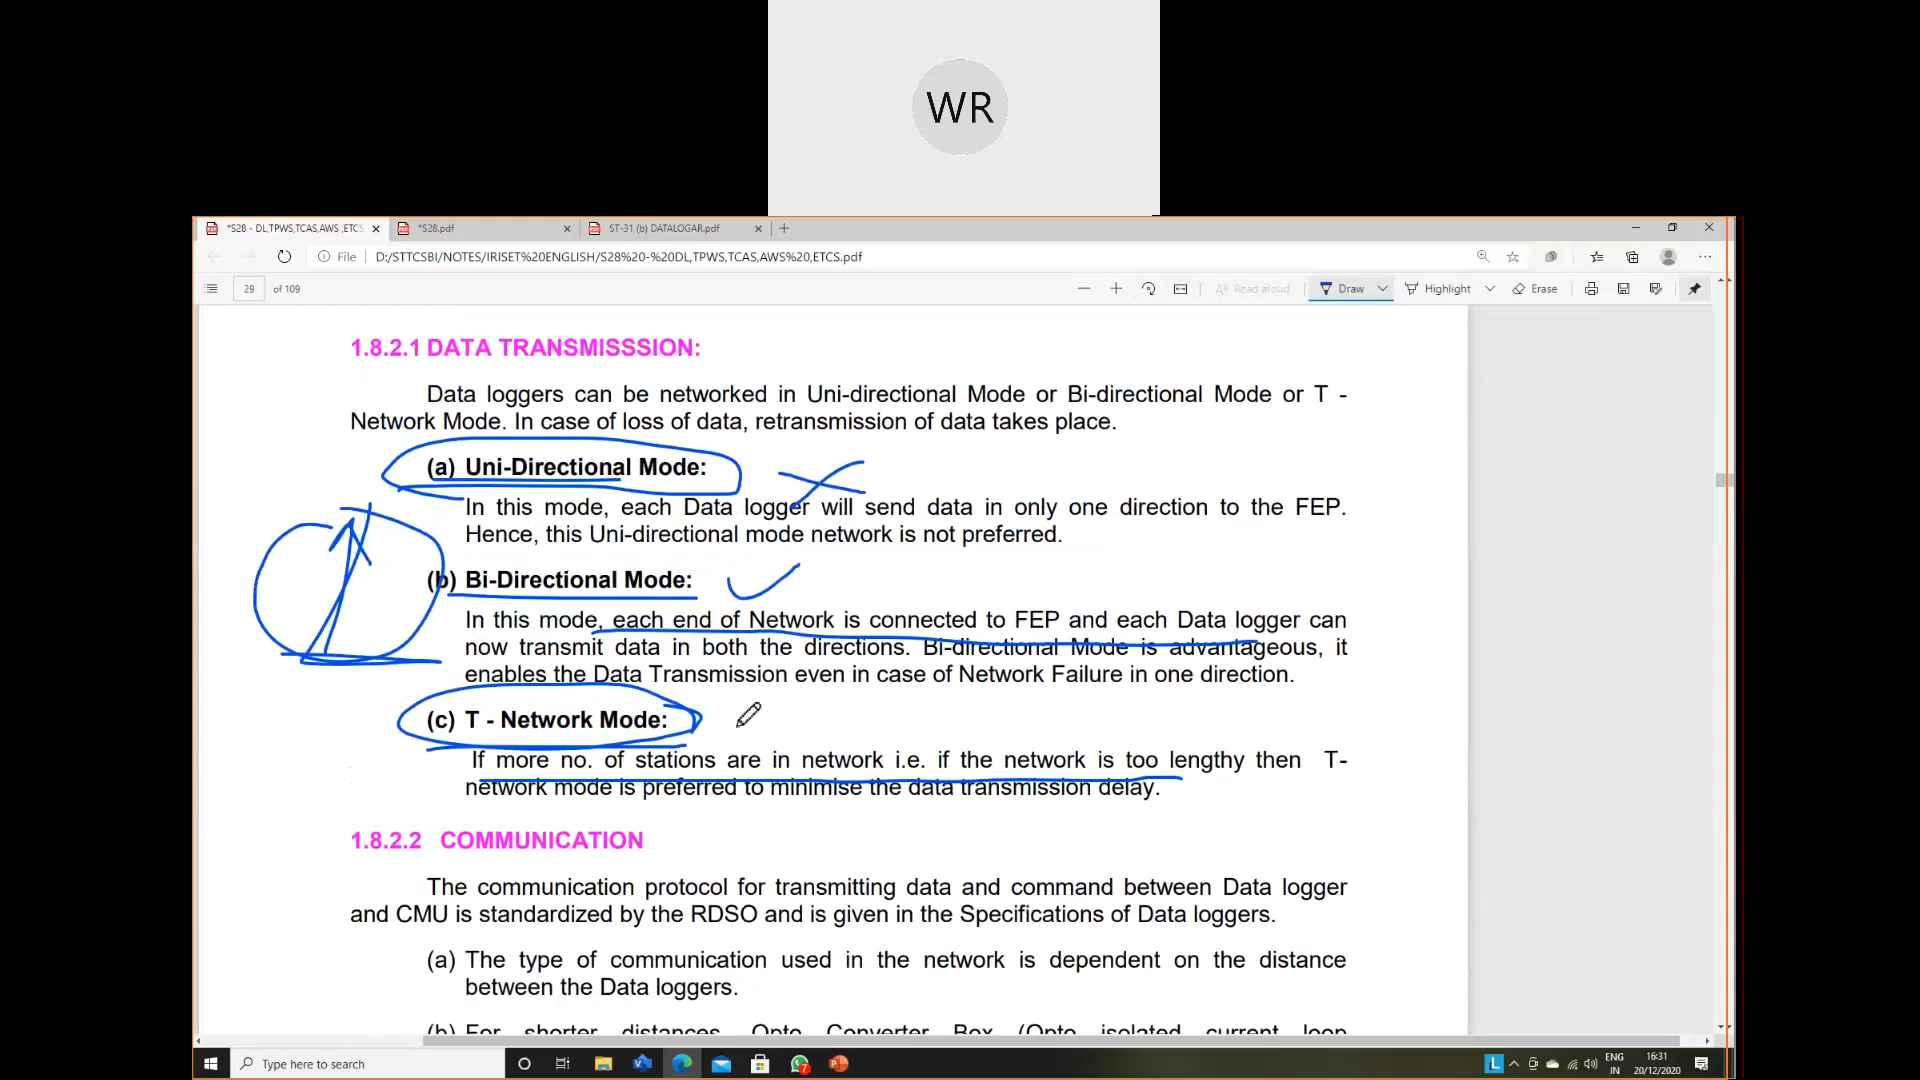 WR
*S28 - DL,TPWS,TCAS,AWS ,ETCS
*S28.pdf
ST-31 (b) DATALOGAR.pdf
File D:/STTCSBI/NOTES/IRISET%20ENGLISH/S28%20-%20DL,TPWS,TCAS,AWS%20,ETCS.pdf
29 of 109 Read aloud Draw Highlight Erase
1.8.2.1 DATA TRANSMISSSION:
Data loggers can be networked in Uni-directional Mode or Bi-directional Mode or T -
Network Mode. In case of loss of data, retransmission of data takes place.
(a) Uni-Directional Mode:
In this mode, each Data logger will send data in only one direction to the FEP.
Hence, this Uni-directional mode network is not preferred.
(b) Bi-Directional Mode:
In this mode, each end of Network is connected to FEP and each Data logger can
now transmit data in both the directions. Bi-directional Mode is advantageous, it
enables the Data Transmission even in case of Network Failure in one direction.
(c) T - Network Mode:
If more no. of stations are in network i.e. if the network is too lengthy then T-
network mode is preferred to minimise the data transmission delay.
1.8.2.2 COMMUNICATION
The communication protocol for transmitting data and command between Data logger
and CMU is standardized by the RDSO and is given in the Specifications of Data loggers.
(a) The type of communication used in the network is dependent on the distance
between the Data loggers.
(b) For shorter distances, Opto Converter Box (Opto isolated current loop
Type here to search
7
L
ENG
IN
16:31
20/12/2020